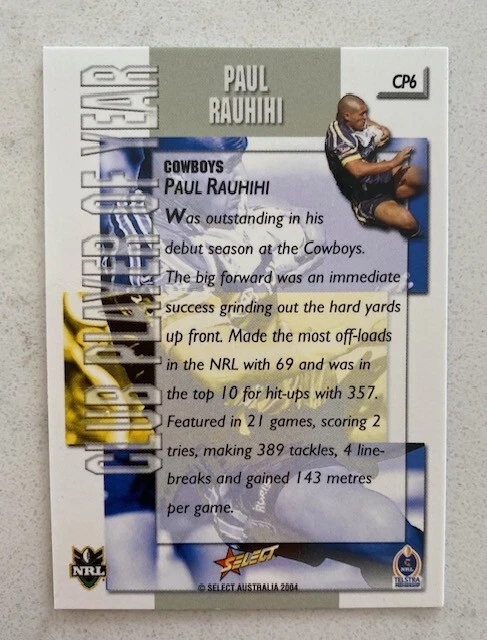 PAUL
RAUHIHI
CP6
CLUB PLAYER OF YEAR
COWBOYS
PAUL RAUHIHI
Was outstanding in his
debut season at the Cowboys.
The big forward was an immediate
success grinding out the hard yards
up front. Made the most off-loads
in the NRL with 69 and was in
the top 10 for hit-ups with 357.
Featured in 21 games, scoring 2
tries, making 389 tackles, 4 line-
breaks and gained 143 metres
per game.
NRL
SELECT
© SELECT AUSTRALIA 2004
NRL
TELSTRA
PREMIERSHIP